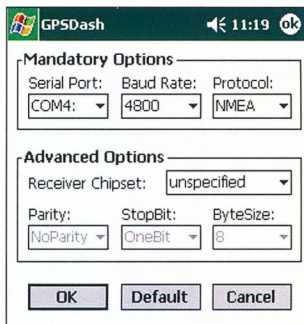 GPSDash 11:19 ok
Mandatory Options
Serial Port: Baud Rate: Protocol:
COM4: 4800 NMEA
Advanced Options
Receiver Chipset: unspecified
Parity: StopBit: ByteSize:
NoParity OneBit 8
OK Default Cancel